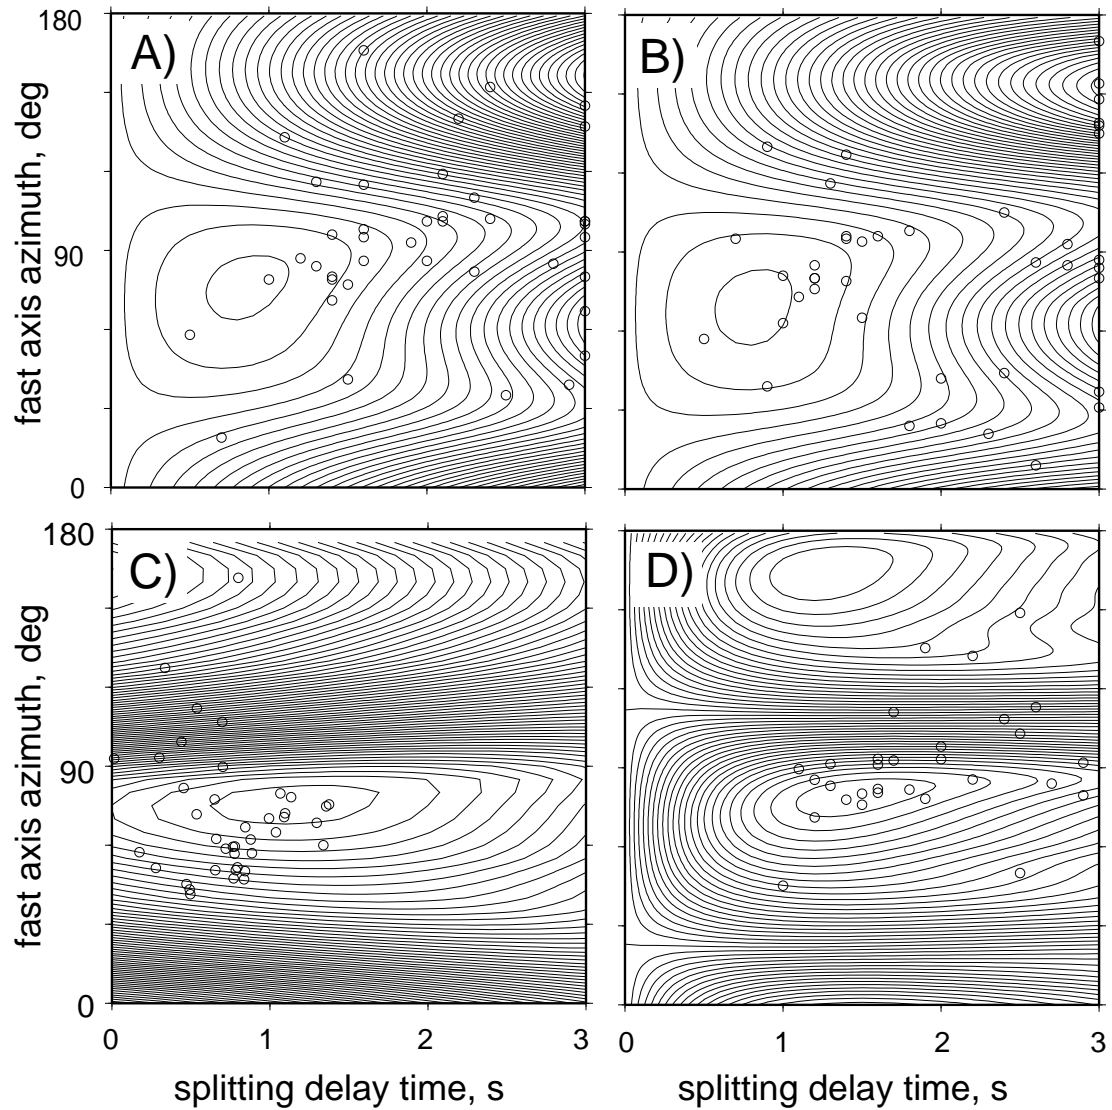 180
A)
B)
90
fast axis azimuth, deg
0
180
C)
D)
90
fast axis azimuth, deg
0
0 1 2 3
0 1 2 3
splitting delay time, s
splitting delay time, s